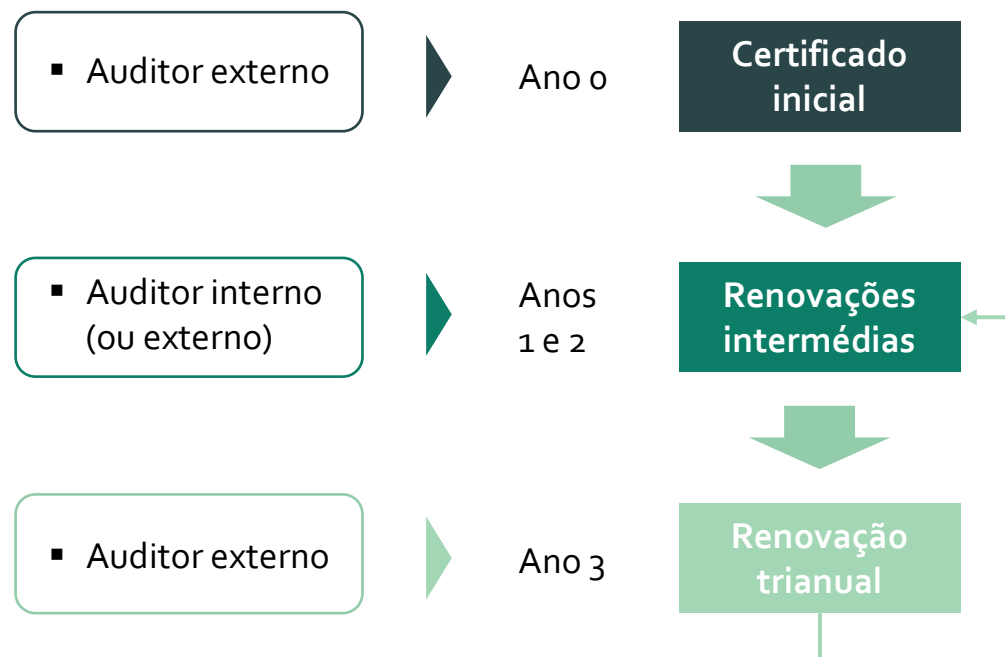 ▪ Auditor externo
Ano 0
Certificado
inicial
▪ Auditor interno
(ou externo)
Anos
1 e 2
Renovações
intermédias
▪ Auditor externo
Ano 3
Renovação
trianual